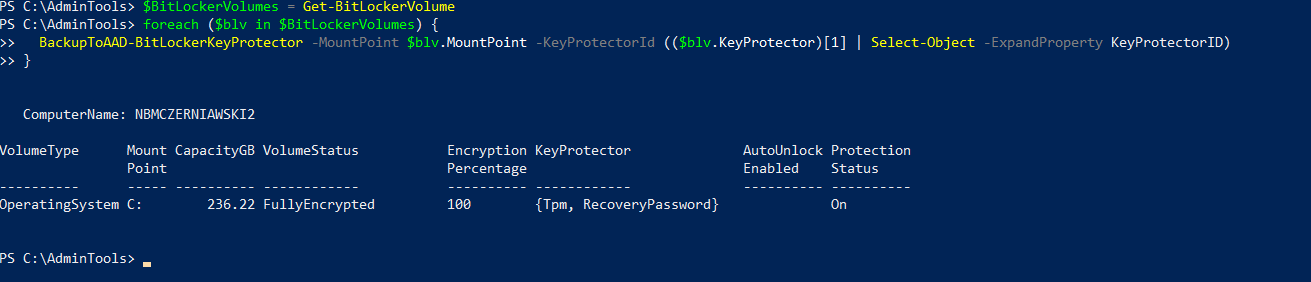 PS C:\AdminTools> $BitLockerVolumes = Get-BitLockerVolume
PS C:\AdminTools> foreach ($blv in $BitLockerVolumes) {
>>   BackupToAAD-BitLockerKeyProtector -MountPoint $blv.MountPoint -KeyProtectorId (($blv.KeyProtector)[1] | Select-Object -ExpandProperty KeyProtectorID)
>> }
   ComputerName: NBMCZERNIAWSKI2
VolumeType      Mount CapacityGB VolumeStatus           Encryption KeyProtector              AutoUnlock Protection
                Point                                   Percentage                           Enabled    Status
----------      ----- ---------- ------------           ---------- ------------              ---------- ----------
OperatingSystem C:        236.22 FullyEncrypted         100        {Tpm, RecoveryPassword}              On
PS C:\AdminTools>